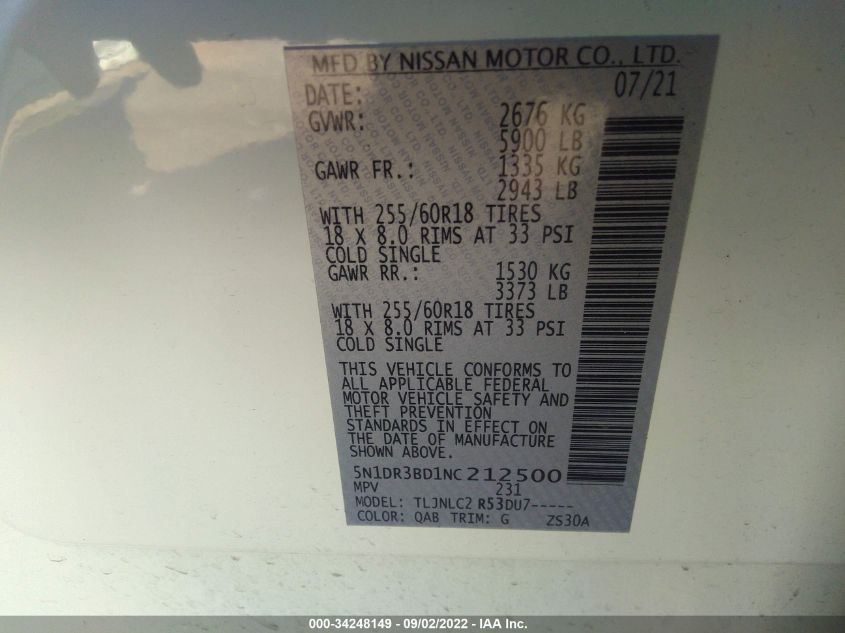 MFD BY NISSAN MOTOR CO., LTD.
DATE: 07/21
GVWR: 2676 KG
5900 LB
GAWR FR.: 1335 KG
2943 LB
WITH 255/60R18 TIRES
18 X 8.0 RIMS AT 33 PSI
COLD SINGLE
GAWR RR.: 1530 KG
3373 LB
WITH 255/60R18 TIRES
18 X 8.0 RIMS AT 33 PSI
COLD SINGLE
THIS VEHICLE CONFORMS TO
ALL APPLICABLE FEDERAL
MOTOR VEHICLE SAFETY AND
THEFT PREVENTION
STANDARDS IN EFFECT ON
THE DATE OF MANUFACTURE
SHOWN ABOVE.
5N1DR3BD1NC212500
MPV 231
MODEL: TLJNLC2 R53DU7-----
COLOR: QAB TRIM: G ZS30A
000-34248149 - 09/02/2022 - IAA Inc.